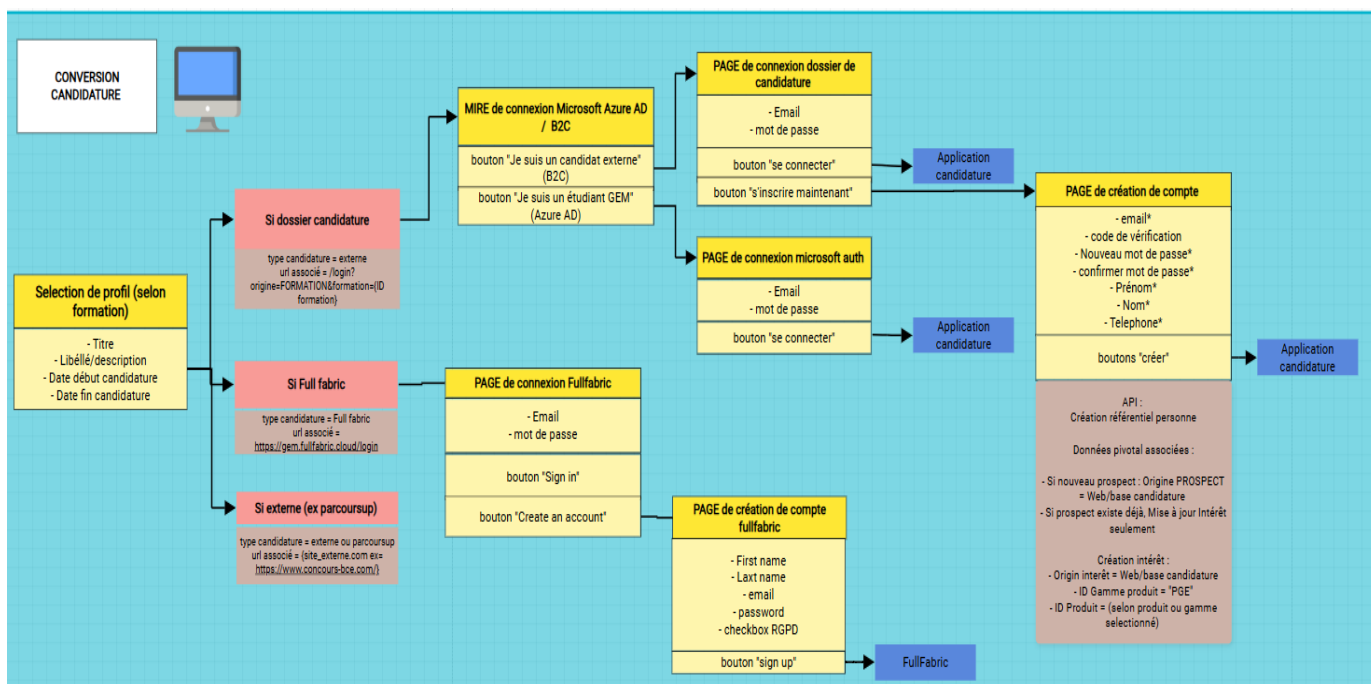 CONVERSION
CANDIDATURE
Selection de profil (selon
formation)
- Titre
- Libéllé/description
- Date début candidature
- Date fin candidature
Si dossier candidature
type candidature = externe
url associé = /login?
origine=FORMATION&formation={ID
formation}
Si Full fabric
type candidature = Full fabric
url associé =
https://gem.fullfabric.cloud/login
Si externe (ex parcoursup)
type candidature = externe ou parcoursup
url associé = {site_externe.com ex=
https://www.concours-bce.com/}
MIRE de connexion Microsoft Azure AD
/ B2C
bouton "Je suis un candidat externe"
(B2C)
bouton "Je suis un étudiant GEM"
(Azure AD)
PAGE de connexion dossier de
candidature
- Email
- mot de passe
bouton "se connecter"
bouton "s'inscrire maintenant"
Application
candidature
PAGE de connexion microsoft auth
- Email
- mot de passe
bouton "se connecter"
Application
candidature
PAGE de connexion Fullfabric
- Email
- mot de passe
bouton "Sign in"
bouton "Create an account"
PAGE de création de compte
fullfabric
- First name
- Laxt name
- email
- password
- checkbox RGPD
bouton "sign up"
FullFabric
PAGE de création de compte
- email*
- code de vérification
- Nouveau mot de passe*
- confirmer mot de passe*
- Prénom*
- Nom*
- Telephone*
boutons "créer"
Application
candidature
API :
Création référentiel personne
Données pivotal associées :
- Si nouveau prospect : Origine PROSPECT
= Web/base candidature
- Si prospect existe déjà, Mise à jour Intérêt
seulement
Création intérêt :
- Origin interêt = Web/base candidature
- ID Gamme produit = "PGE"
- ID Produit = (selon produit ou gamme
selectionné)